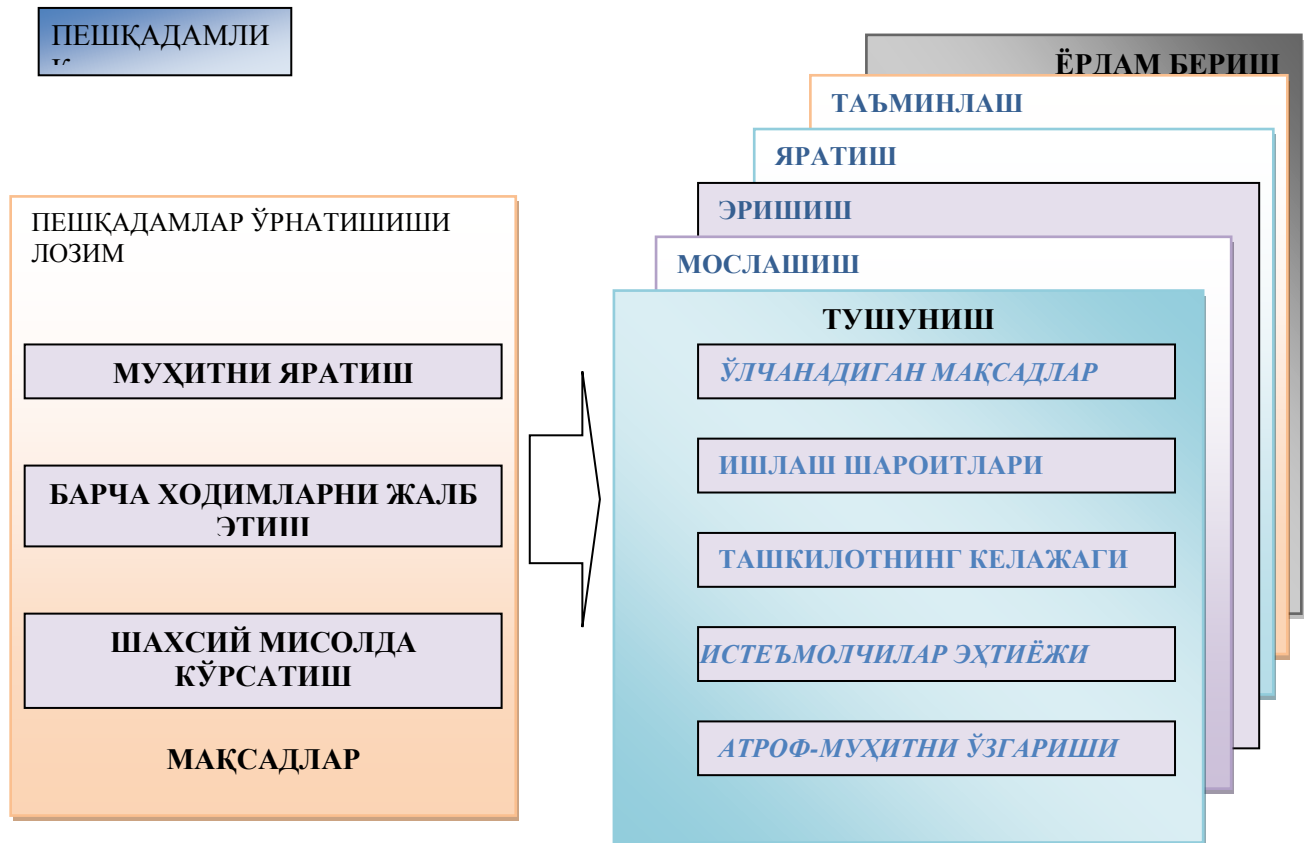 ПЕШҚАДАМЛИ
ПЕШҚАДАМЛАР ЎРНАТИШИШИ
ЛОЗИМ
МУҲИТНИ ЯРАТИШ
БАРЧА ХОДИМЛАРНИ ЖАЛБ
ЭТИШ
ШАХСИЙ МИСОЛДА
КЎРСАТИШ
МАҚСАДЛАР
ЁРДАМ БЕРИШ
ТАЪМИНЛАШ
ЯРАТИШ
ЭРИШИШ
МОСЛАШИШ
ТУШУНИШ
ЎЛЧАНАДИГАН МАҚСАДЛАР
ИШЛАШ ШАРОИТЛАРИ
ТАШКИЛОТНИНГ КЕЛАЖАГИ
ИСТЕЪМОЛЧИЛАР ЭҲТИЁЖИ
АТРОФ-МУҲИТНИ ЎЗГАРИШИ